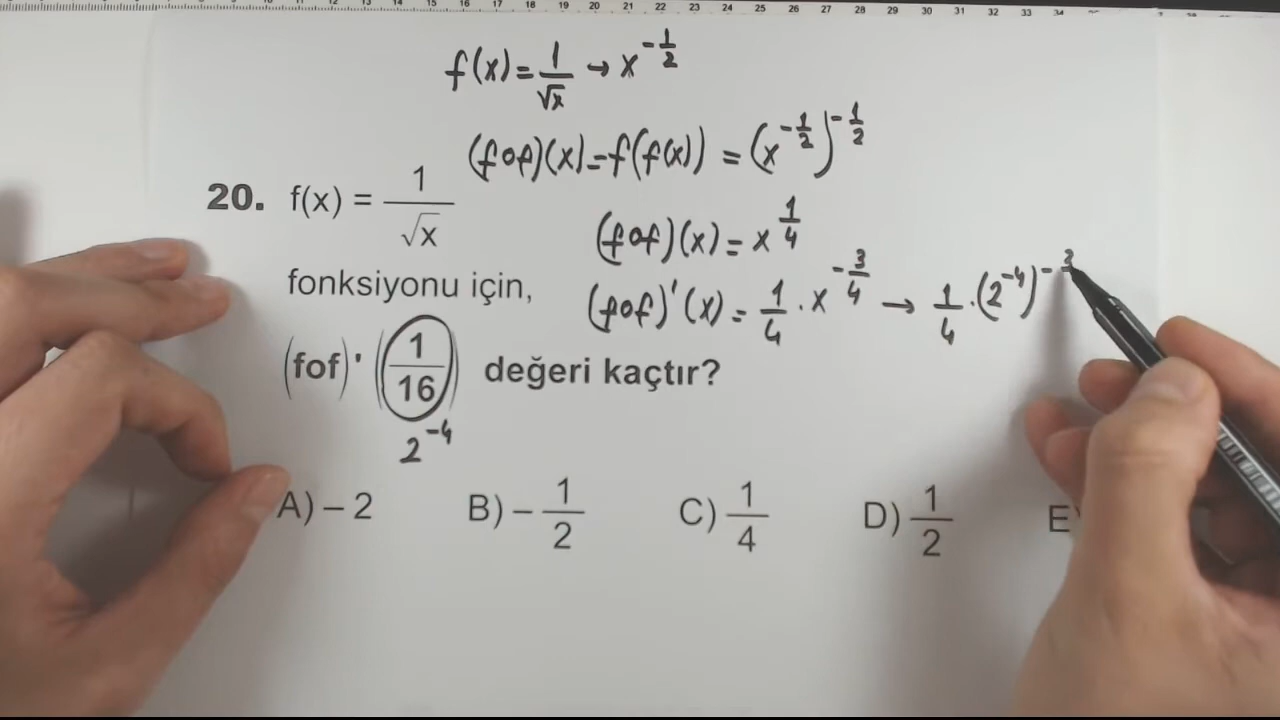 f(x) = 1/√x → x^(-1/2)
(fof)(x) = f(f(x)) = (x^(-1/2))^(-1/2)
20. f(x) = 1/√x
(fof)(x) = x^(1/4)
fonksiyonu için,
(fof)'(x) = 1/4 . x^(-3/4) → 1/4 . (2^(-4))^(-3
(fof)' (1/16) değeri kaçtır?
2^(-4)
A) – 2 B) – 1/2 C) 1/4 D) 1/2 E)